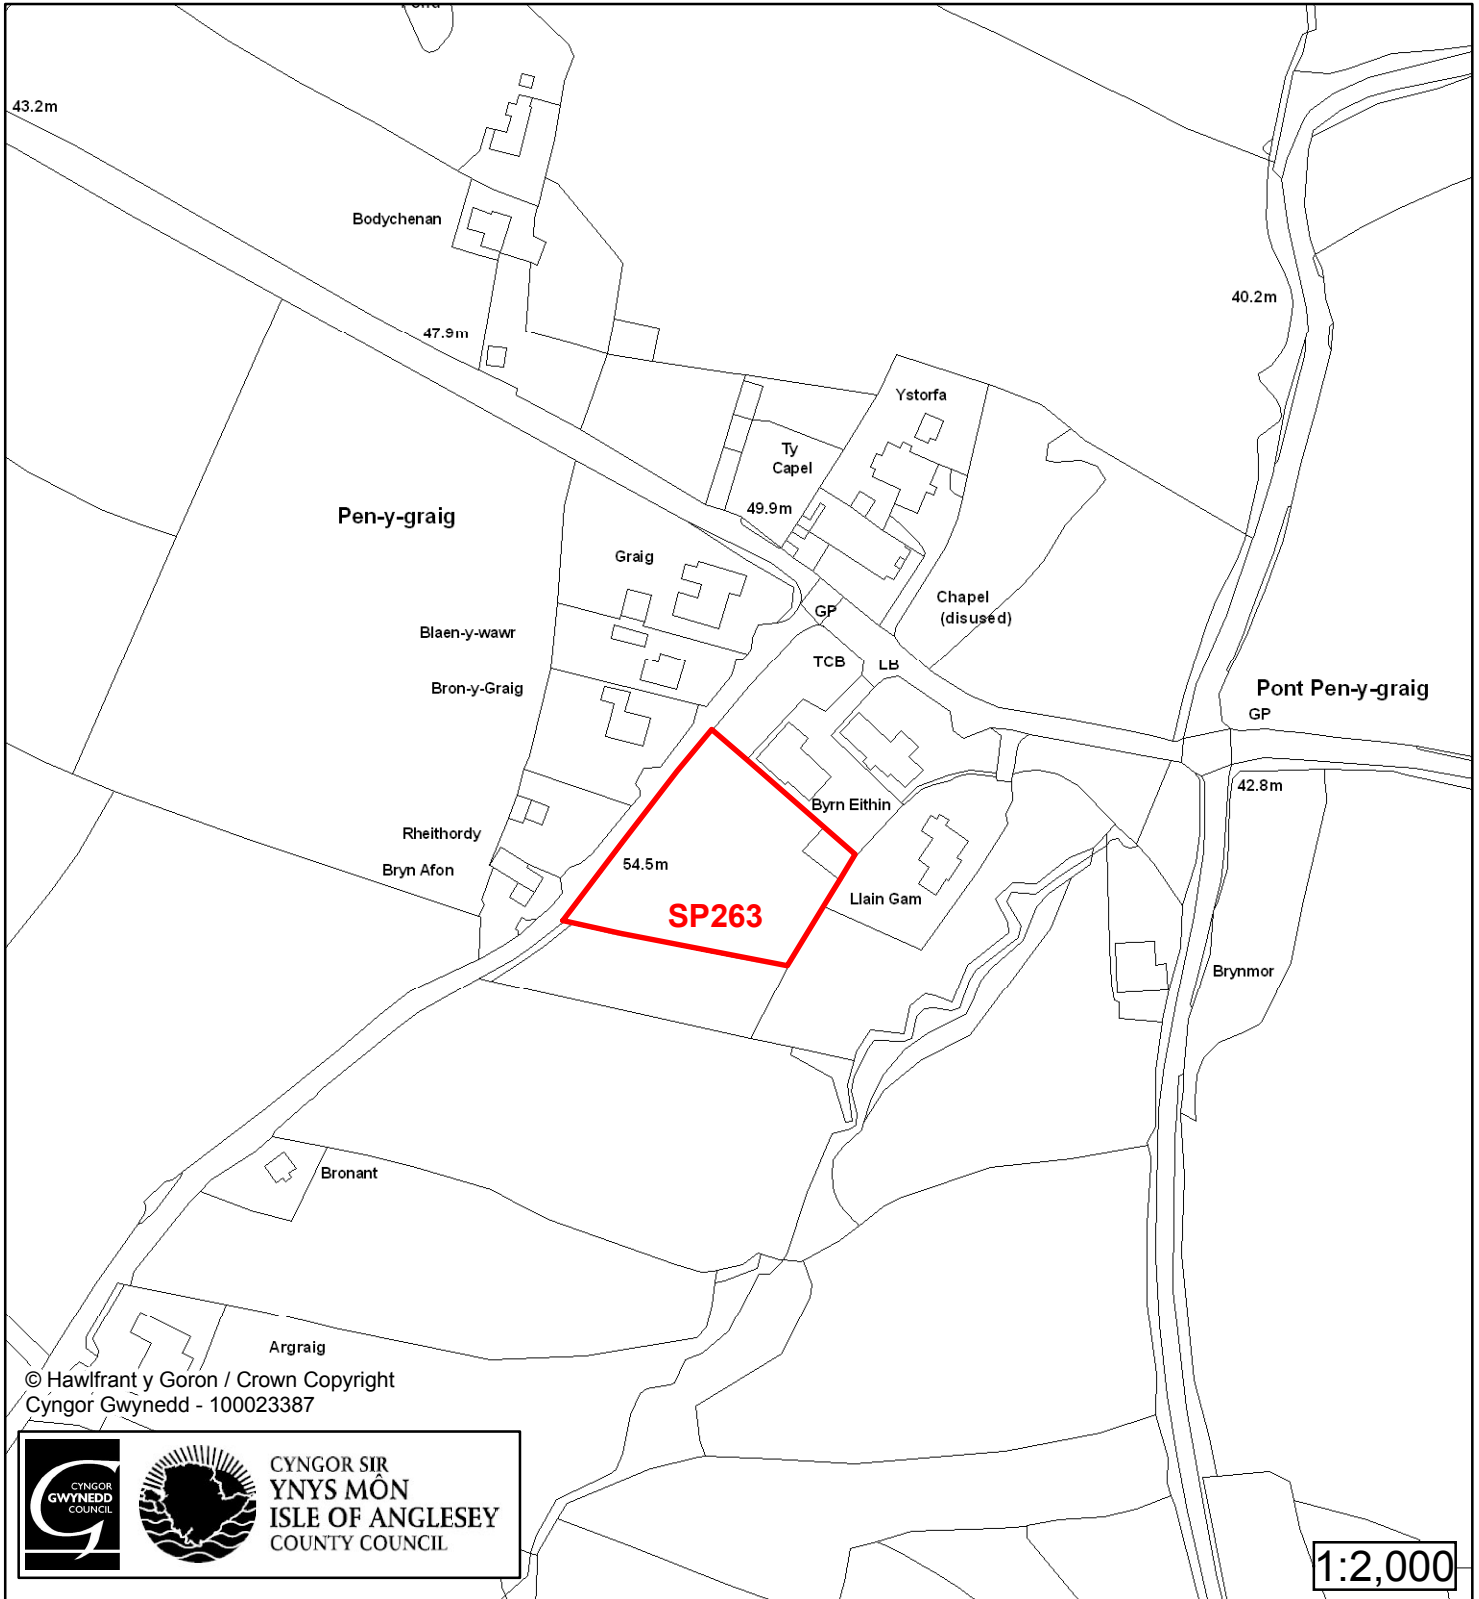 43.2m
Bodychenan
40.2m
47.9m
Ystorfa
Ty
Capel
49.9m
Pen-y-graig
Graig
Chapel
(disused)
GP
Blaen-y-wawr
TCB
LB
Bron-y-Graig
Pont Pen-y-graig
GP
42.8m
Byrn Eithin
Rheithordy
54.5m
Bryn Afon
Llain Gam
SP263
Brynmor
Bronant
Argraig
© Hawlfrant y Goron / Crown Copyright
Cyngor Gwynedd - 100023387
CYNGOR
GWYNEDD
COUNCIL
CYNGOR SIR
YNYS MÔN
ISLE OF ANGLESEY
COUNTY COUNCIL
1:2,000